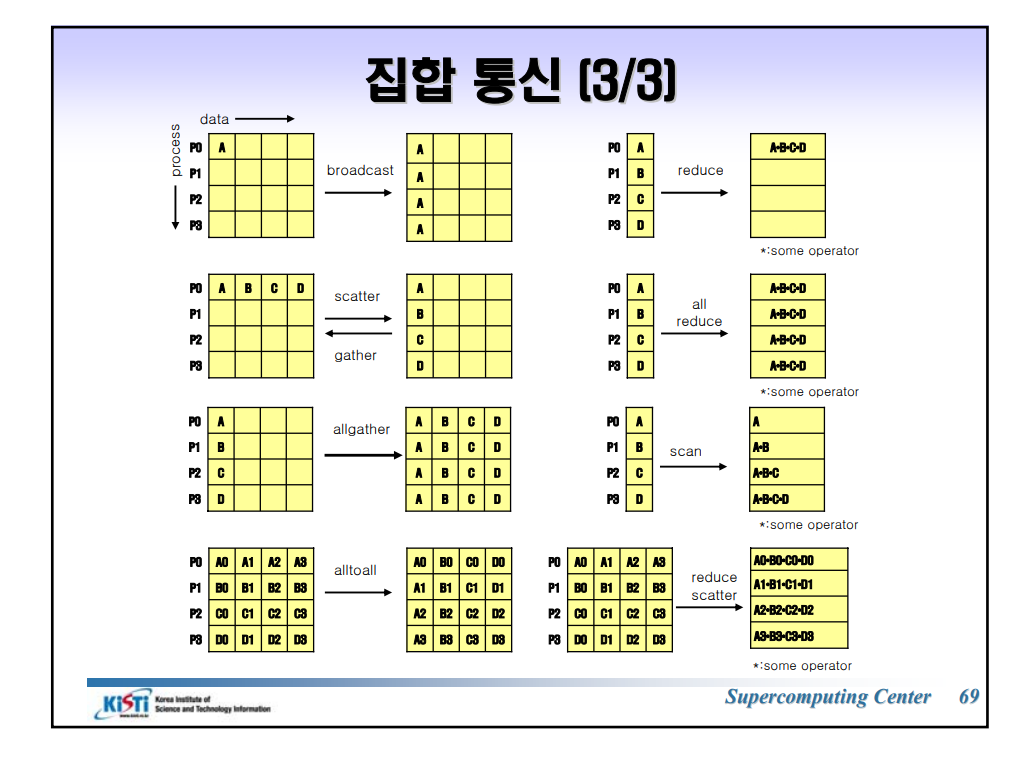 집합 통신 (3/3)
data
process
P0 A
P1
P2
P3
broadcast
A
A
A
A
P0 A
P1 B
P2 C
P3 D
reduce
A*B*C*D
*:some operator
P0 A B C D
P1
P2
P3
scatter
gather
A
B
C
D
P0 A
P1 B
P2 C
P3 D
all
reduce
A*B*C*D
A*B*C*D
A*B*C*D
A*B*C*D
*:some operator
P0 A
P1 B
P2 C
P3 D
allgather
A B C D
A B C D
A B C D
A B C D
P0 A
P1 B
P2 C
P3 D
scan
A
A*B
A*B*C
A*B*C*D
*:some operator
P0 A0 A1 A2 A3
P1 B0 B1 B2 B3
P2 C0 C1 C2 C3
P3 D0 D1 D2 D3
alltoall
A0 B0 C0 D0
A1 B1 C1 D1
A2 B2 C2 D2
A3 B3 C3 D3
P0 A0 A1 A2 A3
P1 B0 B1 B2 B3
P2 C0 C1 C2 C3
P3 D0 D1 D2 D3
reduce
scatter
A0*B0*C0*D0
A1*B1*C1*D1
A2*B2*C2*D2
A3*B3*C3*D3
*:some operator
KiSTi
www.kisti.re.kr
Korea Institute of
Science and Technology Information
Supercomputing Center 69